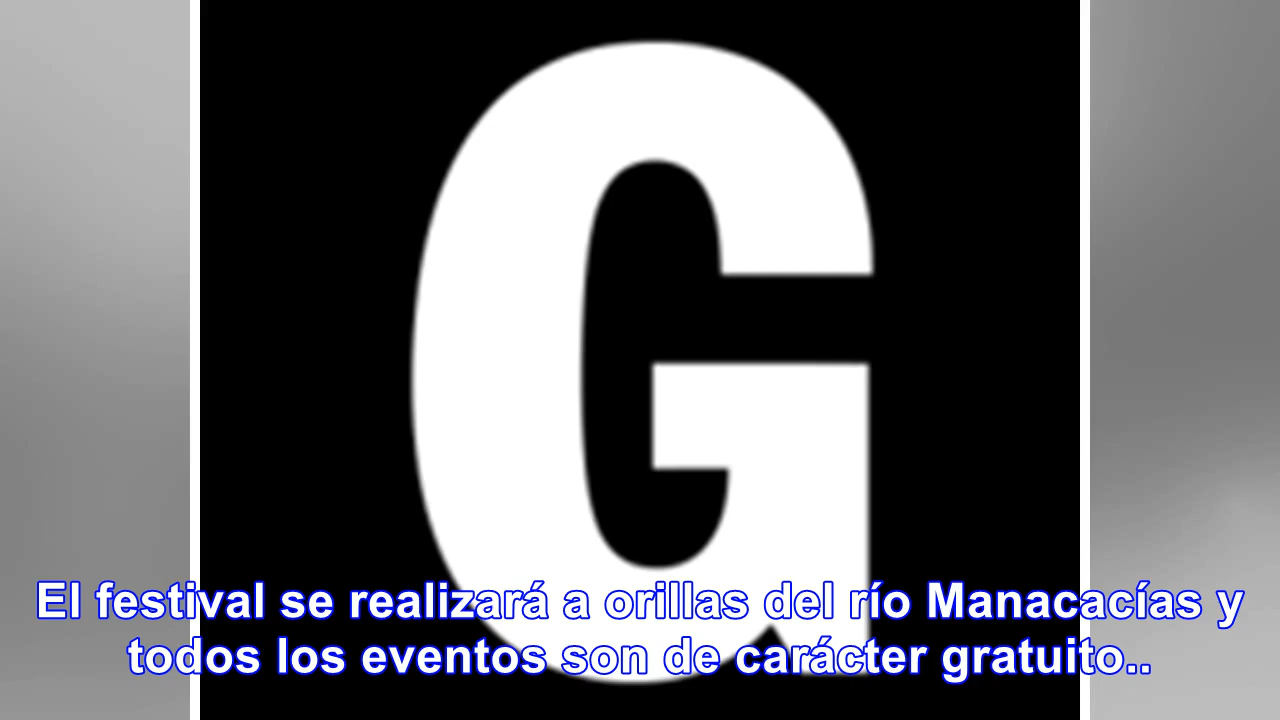 G
El festival se realizará a orillas del río Manacacías y
todos los eventos son de carácter gratuito..